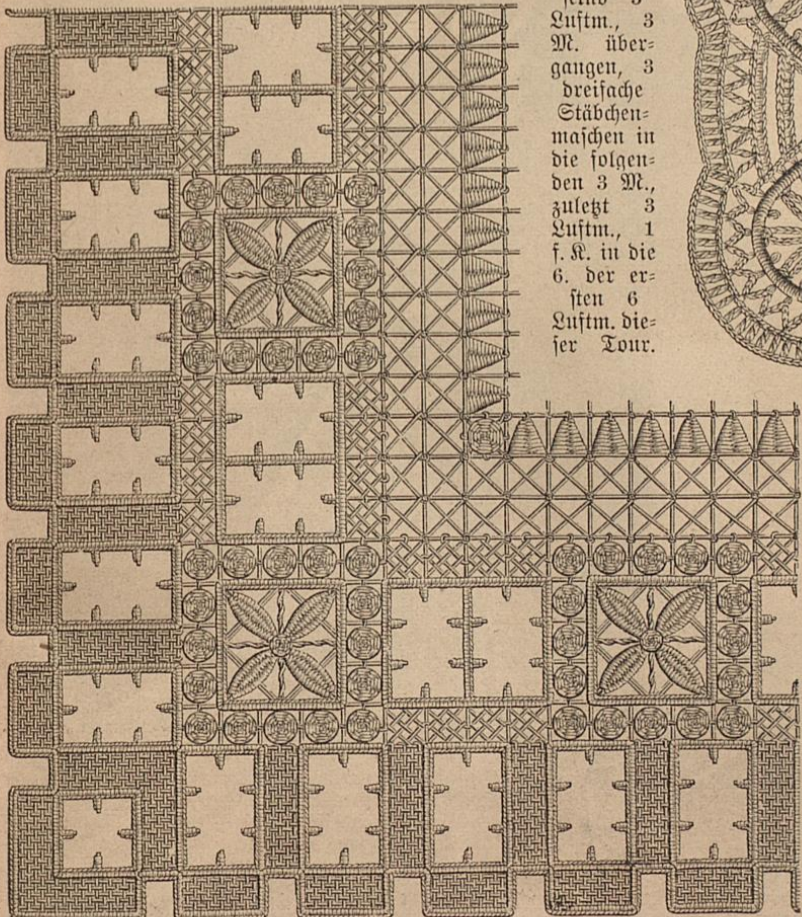 3
Luftm., 3
M. über=
gangen, 3
dreifache
Stäbchen=
maschen in
die folgen=
den 3 M.,
zuletzt 3
Luftm., 1
f. K. in die
6. der er=
sten 6
Luftm. die=
ser Tour.